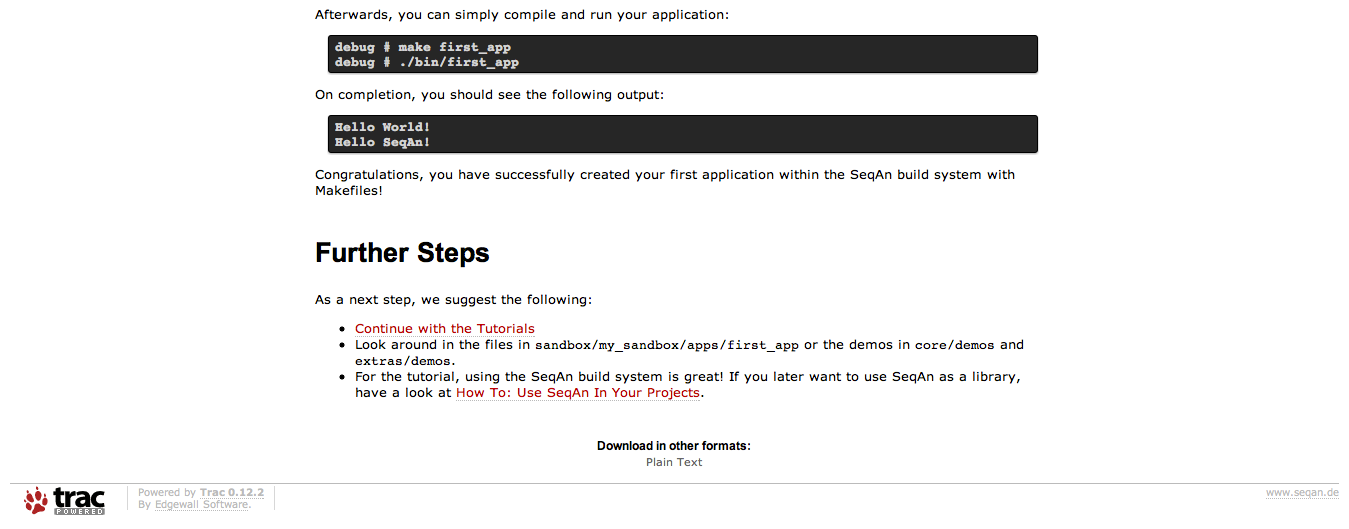 Afterwards, you can simply compile and run your application:
debug # make first_app
debug # ./bin/first_app
On completion, you should see the following output:
Hello World!
Hello SeqAn!
Congratulations, you have successfully created your first application within the SeqAn build system with
Makefiles!
Further Steps
As a next step, we suggest the following:
• Continue with the Tutorials
• Look around in the files in sandbox/my_sandbox/apps/first_app or the demos in core/demos and
extras/demos.
• For the tutorial, using the SeqAn build system is great! If you later want to use SeqAn as a library,
have a look at How To: Use SeqAn In Your Projects.
Download in other formats:
Plain Text
trac
POWERED
Powered by Trac 0.12.2
By Edgewall Software.
www.seqan.de